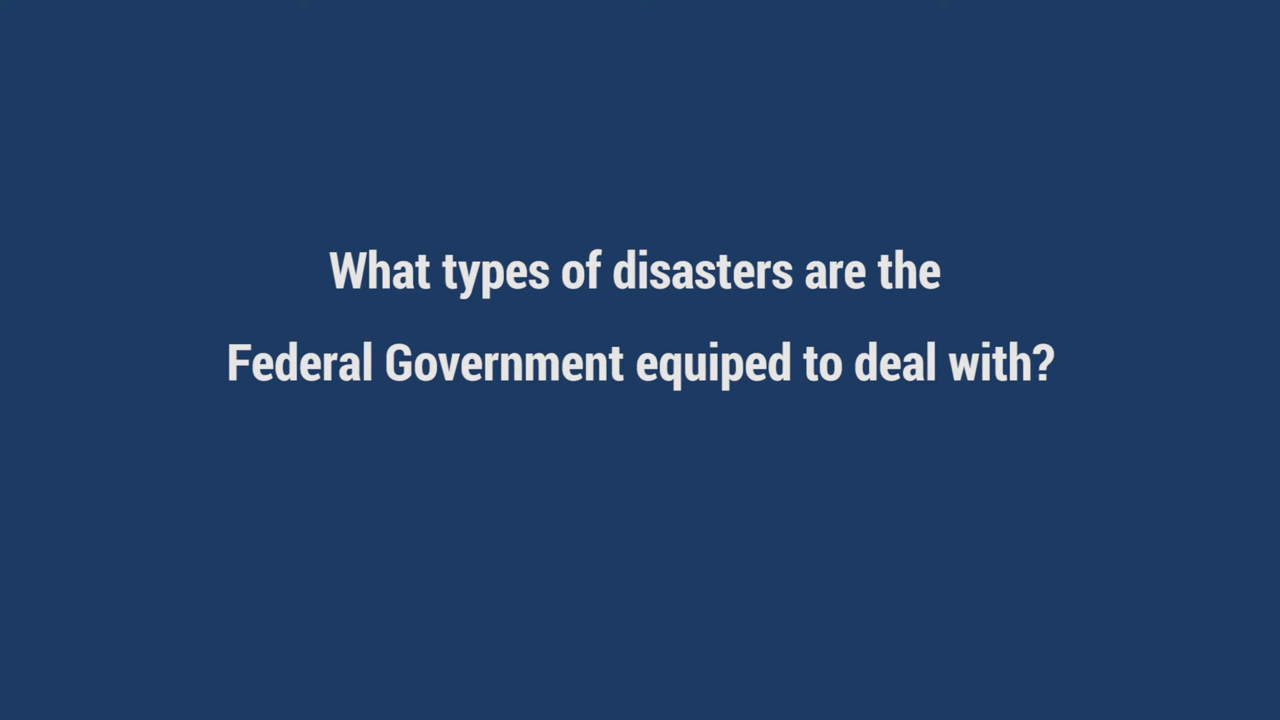 What types of disasters are the
Federal Government equiped to deal with?